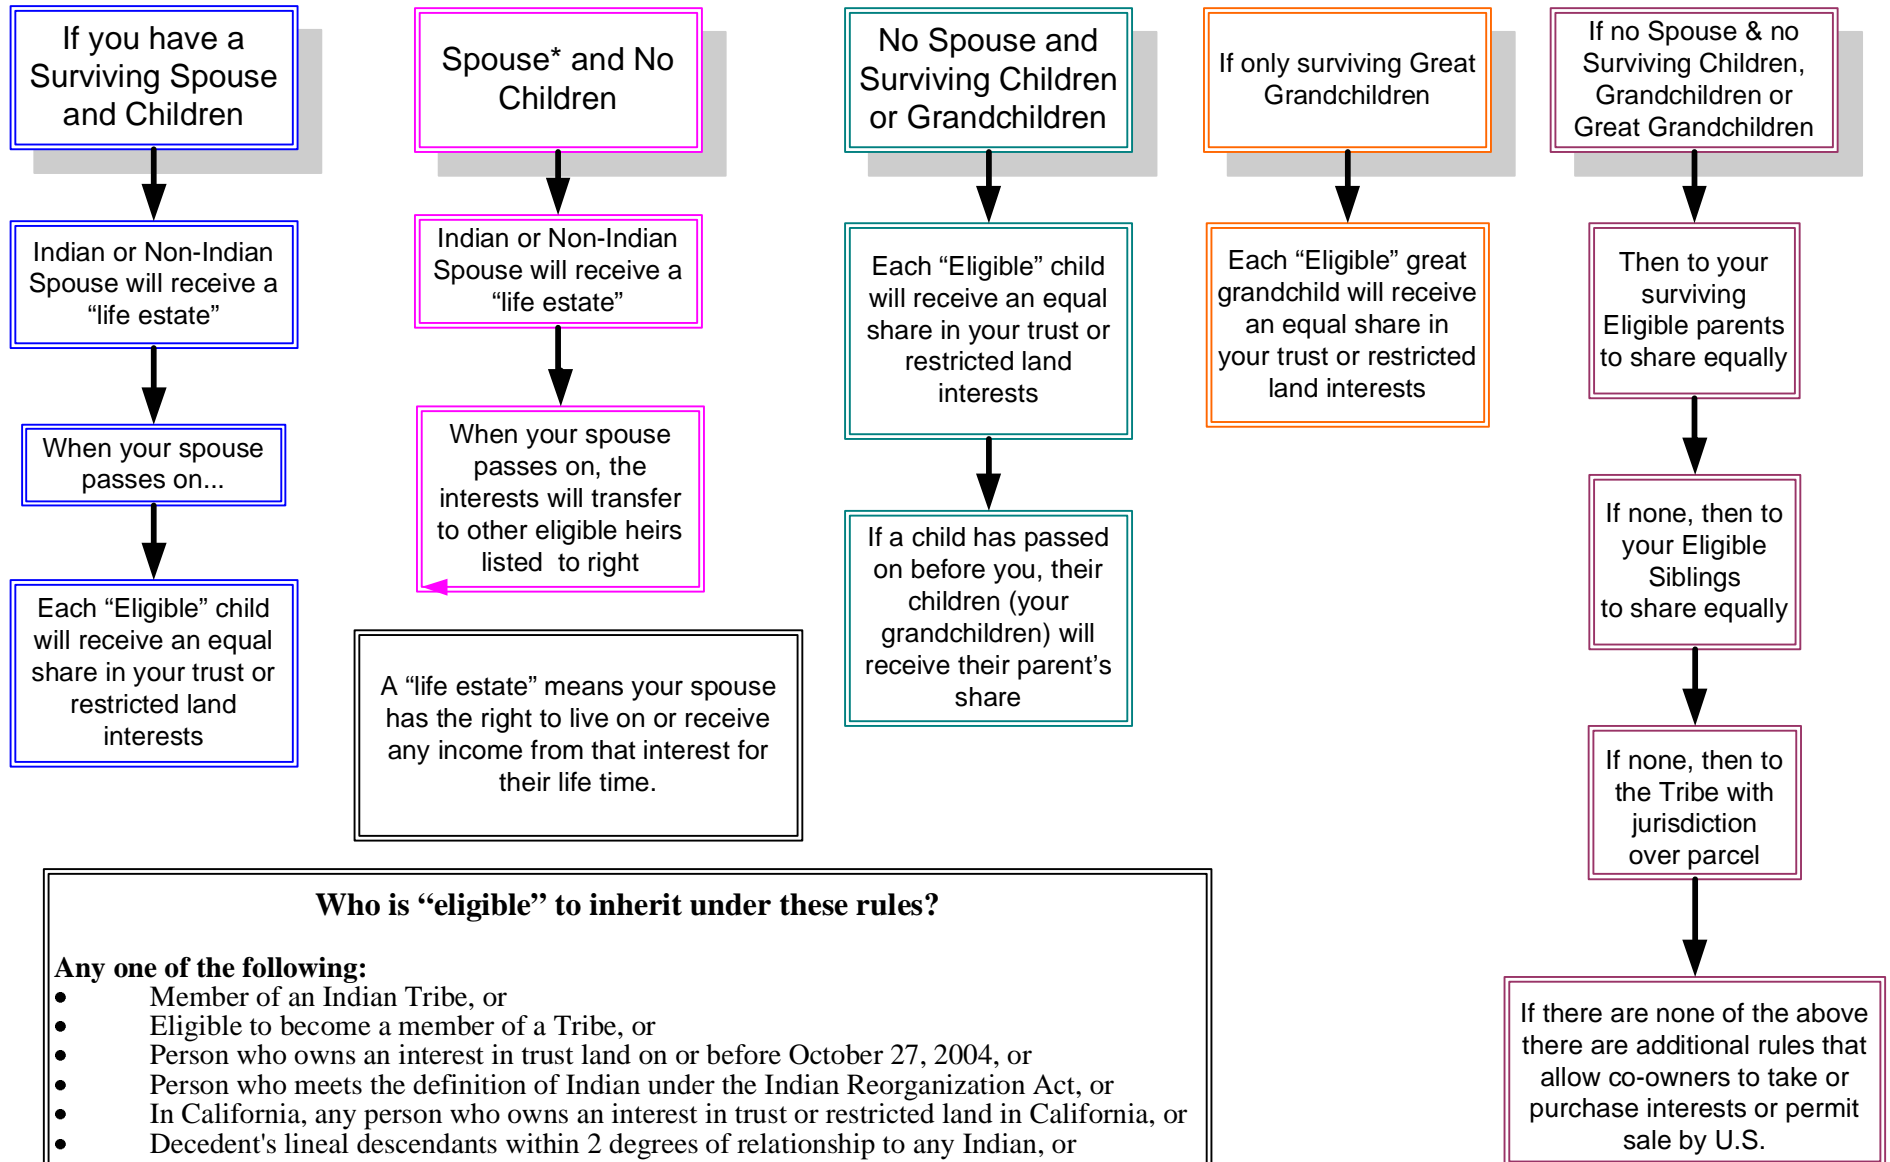 If you have a
Surviving Spouse
and Children
Indian or Non-Indian
Spouse will receive a
“life estate”
When your spouse
passes on...
Each “Eligible” child
will receive an equal
share in your trust or
restricted land
interests
Spouse* and No
Children
Indian or Non-Indian
Spouse will receive a
“life estate”
When your spouse
passes on, the
interests will transfer
to other eligible heirs
listed to right
A “life estate” means your spouse
has the right to live on or receive
any income from that interest for
their life time.
No Spouse and
Surviving Children
or Grandchildren
Each “Eligible” child
will receive an equal
share in your trust or
restricted land
interests
If a child has passed
on before you, their
children (your
grandchildren) will
receive their parent’s
share
If only surviving Great
Grandchildren
Each “Eligible” great
grandchild will receive
an equal share in
your trust or restricted
land interests
If no Spouse & no
Surviving Children,
Grandchildren or
Great Grandchildren
Then to your
surviving
Eligible parents
to share equally
If none, then to
your Eligible
Siblings
to share equally
If none, then to
the Tribe with
jurisdiction
over parcel
If there are none of the above
there are additional rules that
allow co-owners to take or
purchase interests or permit
sale by U.S.
Who is “eligible” to inherit under these rules?
Any one of the following:
• Member of an Indian Tribe, or
• Eligible to become a member of a Tribe, or
• Person who owns an interest in trust land on or before October 27, 2004, or
• Person who meets the definition of Indian under the Indian Reorganization Act, or
• In California, any person who owns an interest in trust or restricted land in California, or
• Decedent's lineal descendants within 2 degrees of relationship to any Indian, or